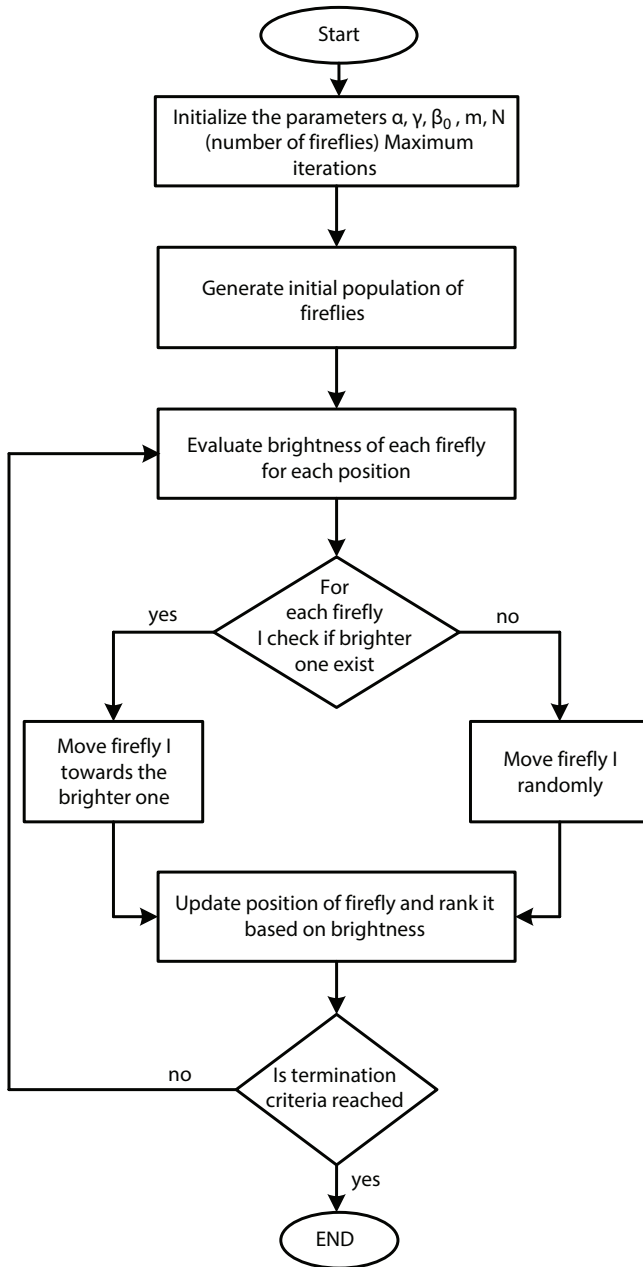 Start
Initialize the parameters α, γ, β₀ , m, N
(number of fireflies) Maximum
iterations
Generate initial population of
fireflies
Evaluate brightness of each firefly
for each position
For
each firefly
I check if brighter
one exist
yes
no
Move firefly I
towards the
brighter one
Move firefly I
randomly
Update position of firefly and rank it
based on brightness
Is termination
criteria reached
no
yes
END